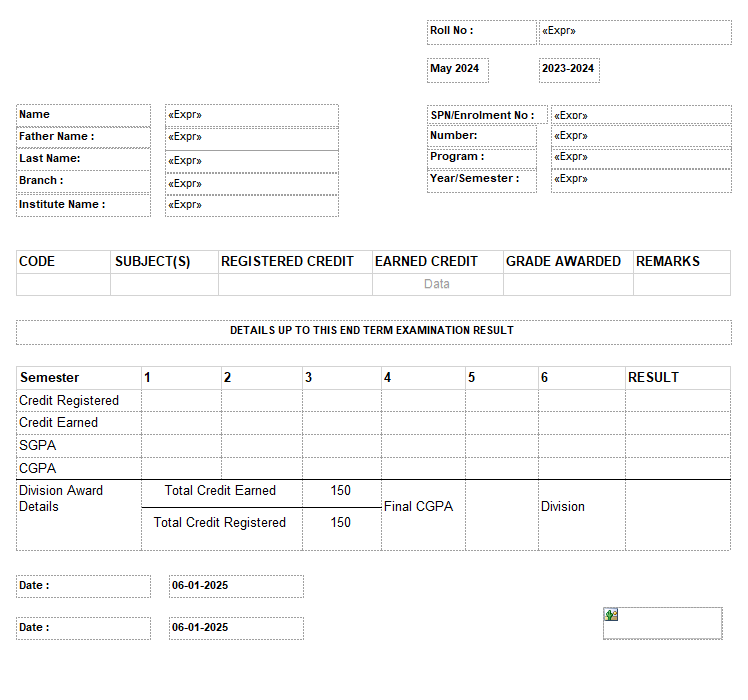 Roll No : «Expr»
May 2024 2023-2024
Name «Expr» SPN/Enrolment No : «Expr»
Father Name : «Expr» Number: «Expr»
Last Name: «Expr» Program : «Expr»
Branch : «Expr» Year/Semester : «Expr»
Institute Name : «Expr»
CODE SUBJECT(S) REGISTERED CREDIT EARNED CREDIT GRADE AWARDED REMARKS
Data
DETAILS UP TO THIS END TERM EXAMINATION RESULT
Semester 1 2 3 4 5 6 RESULT
Credit Registered
Credit Earned
SGPA
CGPA
Division Award Details Total Credit Earned 150 Final CGPA Division
Total Credit Registered 150
Date : 06-01-2025
Date : 06-01-2025